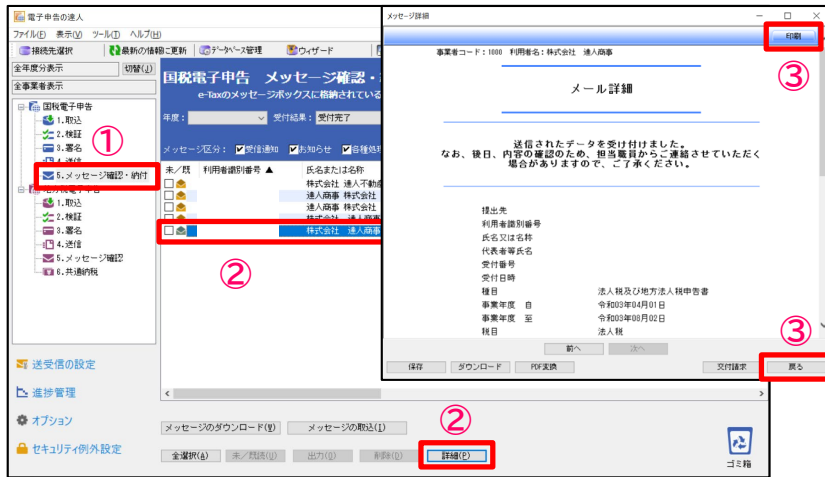 電子申告の達人
ファイル(F) 表示(V) ツール(T) ヘルプ(H)
接続先選択 最新の情報に更新 データベース管理 ウィザード
全年度分表示 切替(J)
全事業者表示
国税電子申告
1.取込
2.検証
3.署名
4.送信
5.メッセージ確認・納付
地方税電子申告
1.取込
2.検証
3.署名
4.送信
5.メッセージ確認
6.共通納税
①
送受信の設定
進捗管理
オプション
セキュリティ例外設定
国税電子申告 メッセージ確認・
e-Taxのメッセージボックスに格納されている
年度: 受付結果: 受付完了
メッセージ区分: 受信通知 お知らせ 各種処理
未/既 利用者識別番号 ▲ 氏名または名称
株式会社 達人不動産
達人商事 株式会社
達人商事 株式会社
株式会社 達人商事
株式会社 達人商事
②
メッセージのダウンロード(W) メッセージの取込(I)
②
全選択(A) 未/既読(U) 出力(O) 削除(D) 詳細(P)
ゴミ箱
メッセージ詳細
印刷
③
事業者コード:1000 利用者名:株式会社 達人商事
メール詳細
送信されたデータを受け付けました。
なお、後日、内容の確認のため、担当職員からご連絡させていただく
場合がありますので、ご了承ください。
提出先
利用者識別番号
氏名又は名称
代表者等氏名
受付番号
受付日時
種目 法人税及び地方法人税申告書
事業年度 自 令和03年04月01日
事業年度 至 令和03年08月02日
税目 法人税
前へ 次へ
③
保存 ダウンロード PDF変換 交付請求 戻る